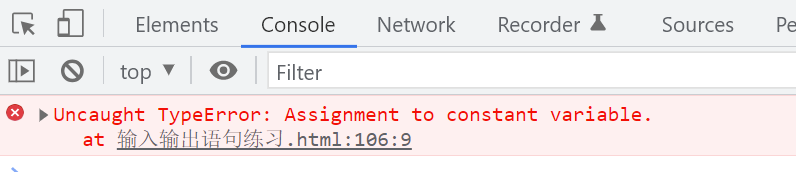 Elements Console Network Recorder Sources Pe
top ▼ Filter
▶Uncaught TypeError: Assignment to constant variable.
at 输入输出语句练习.html:106:9